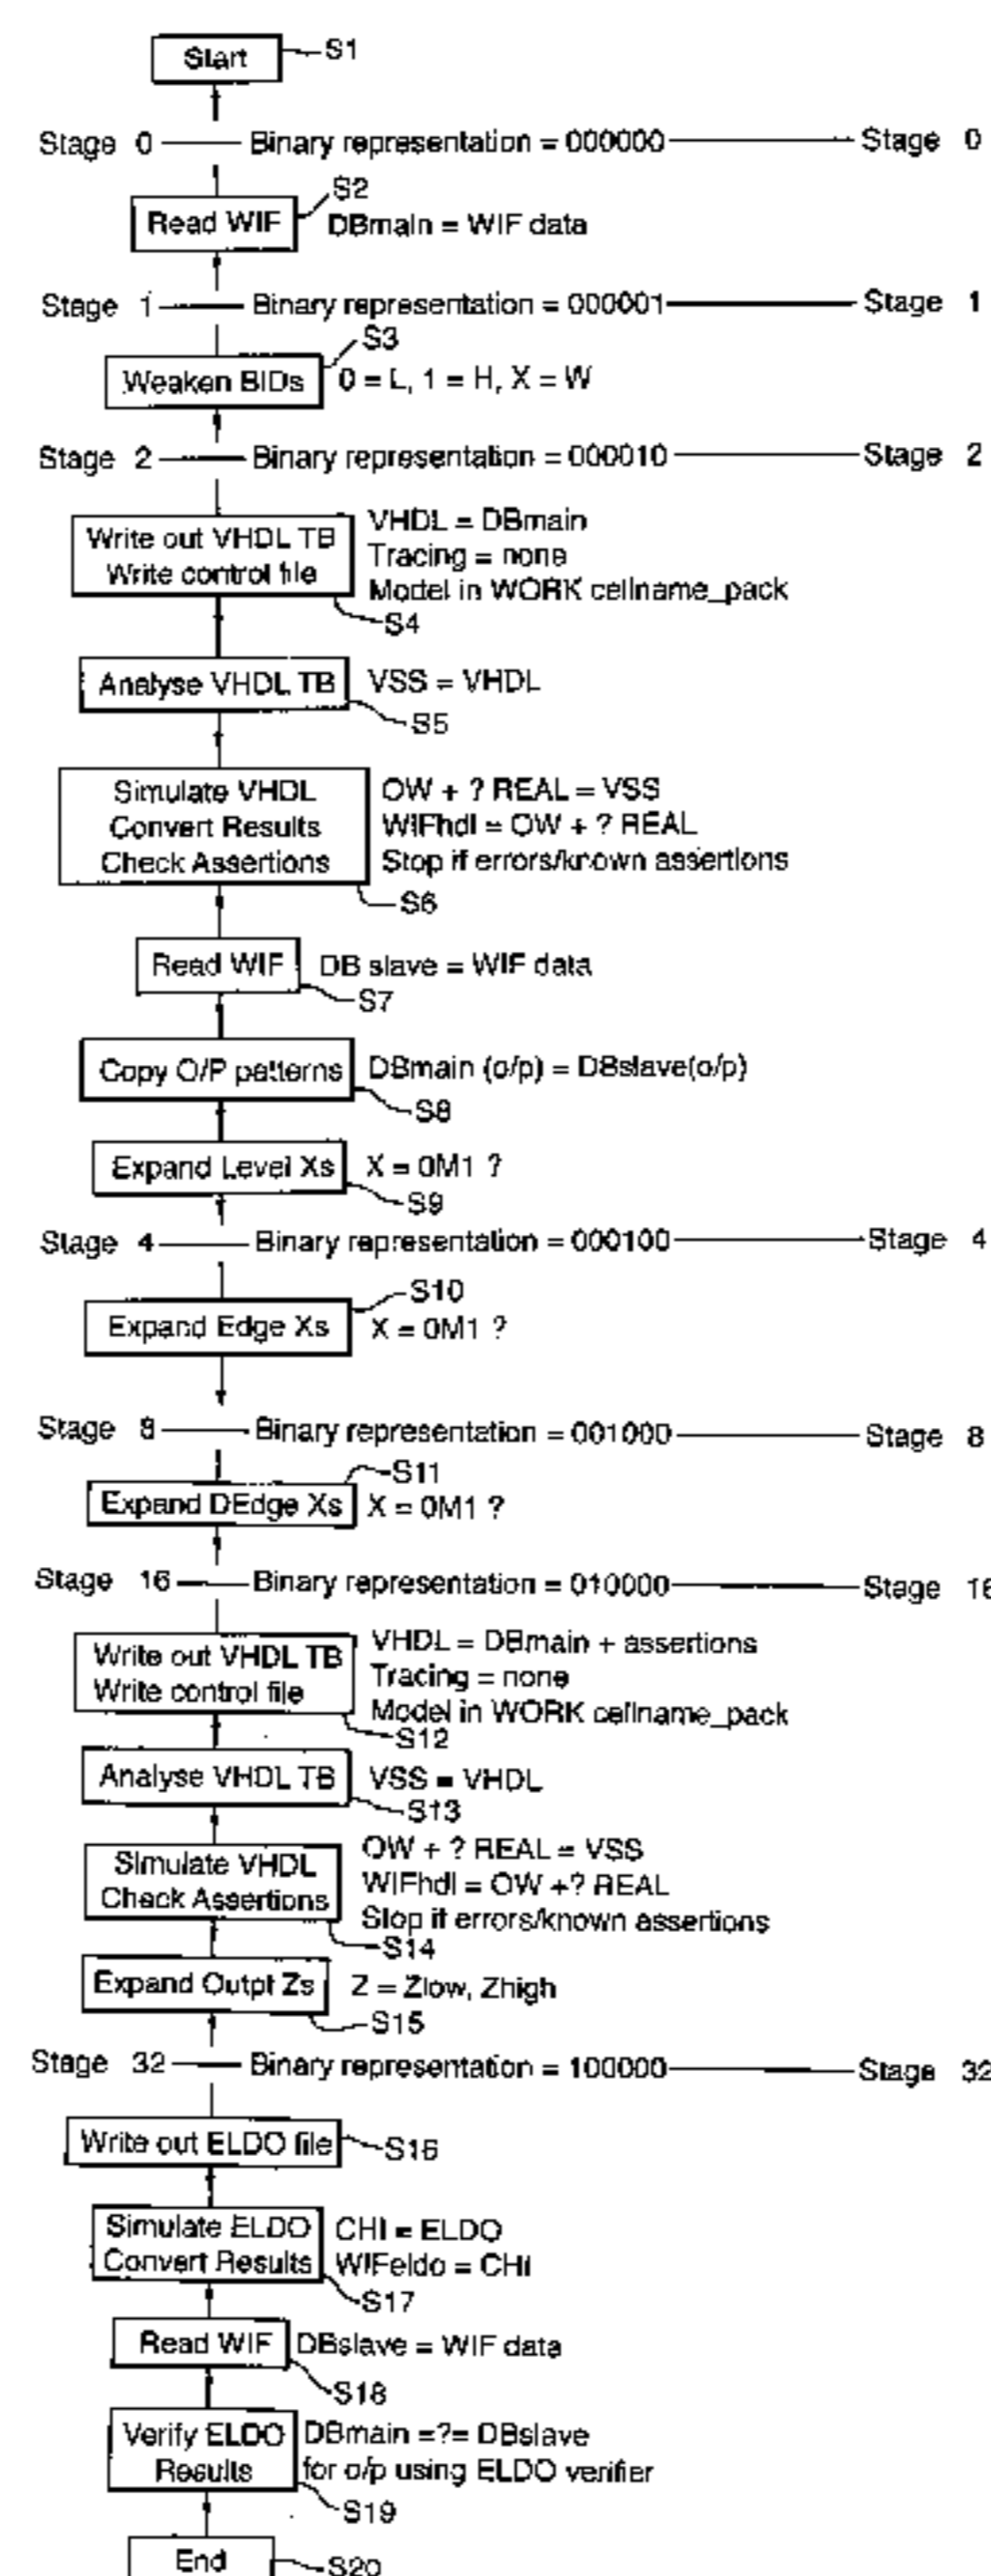 Start
S1
Stage 0 Binary representation = 000000 Stage 0
S2
Read WIF DBmain = WIF data
Stage 1 Binary representation = 000001 Stage 1
S3
Weaken BIDs 0 = L, 1 = H, X = W
Stage 2 Binary representation = 000010 Stage 2
Write out VHDL TB
Write control file
VHDL = DBmain
Tracing = none
Model in WORK cellname_pack
S4
Analyse VHDL TB VSS = VHDL
S5
Simulate VHDL
Convert Results
Check Assertions
OW + ? REAL = VSS
WIFhdl = OW + ? REAL
Stop if errors/known assertions
S6
Read WIF DB slave = WIF data
S7
Copy O/P patterns DBmain (o/p) = DBslave(o/p)
S8
Expand Level Xs X = 0M1 ?
S9
Stage 4 Binary representation = 000100 Stage 4
S10
Expand Edge Xs X = 0M1 ?
Stage 8 Binary representation = 001000 Stage 8
S11
Expand DEdge Xs X = 0M1 ?
Stage 16 Binary representation = 010000 Stage 16
Write out VHDL TB
Write control file
VHDL = DBmain + assertions
Tracing = none
Model in WORK cellname_pack
S12
Analyse VHDL TB VSS = VHDL
S13
Simulate VHDL
Check Assertions
OW + ? REAL = VSS
WIFhdl = OW +? REAL
Stop if errors/known assertions
S14
Expand Outpt Zs Z = Zlow, Zhigh
S15
Stage 32 Binary representation = 100000 Stage 32
Write out ELDO file
S16
Simulate ELDO
Convert Results
CHI = ELDO
WIFeldo = CHI
S17
Read WIF DBslave = WIF data
S18
Verify ELDO
Results
DBmain =?= DBslave
for o/p using ELDO verifier
S19
End
S20